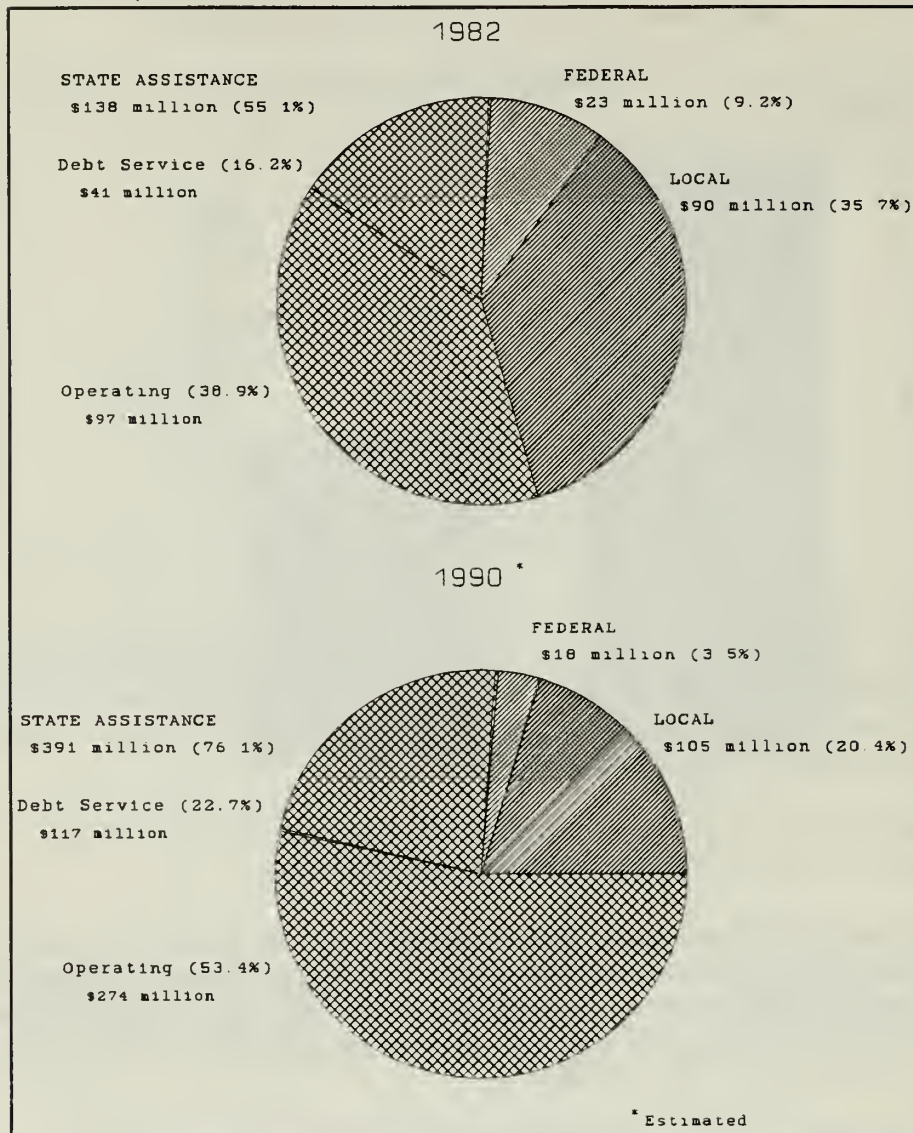 1982
STATE ASSISTANCE
$138 million (55 1%)
FEDERAL
$23 million (9.2%)
Debt Service (16.2%)
$41 million
LOCAL
$90 million (35 7%)
Operating (38.9%)
$97 million
1990 *
FEDERAL
$18 million (3 5%)
STATE ASSISTANCE
$391 million (76 1%)
LOCAL
$105 million (20.4%)
Debt Service (22.7%)
$117 million
Operating (53.4%)
$274 million
* Estimated